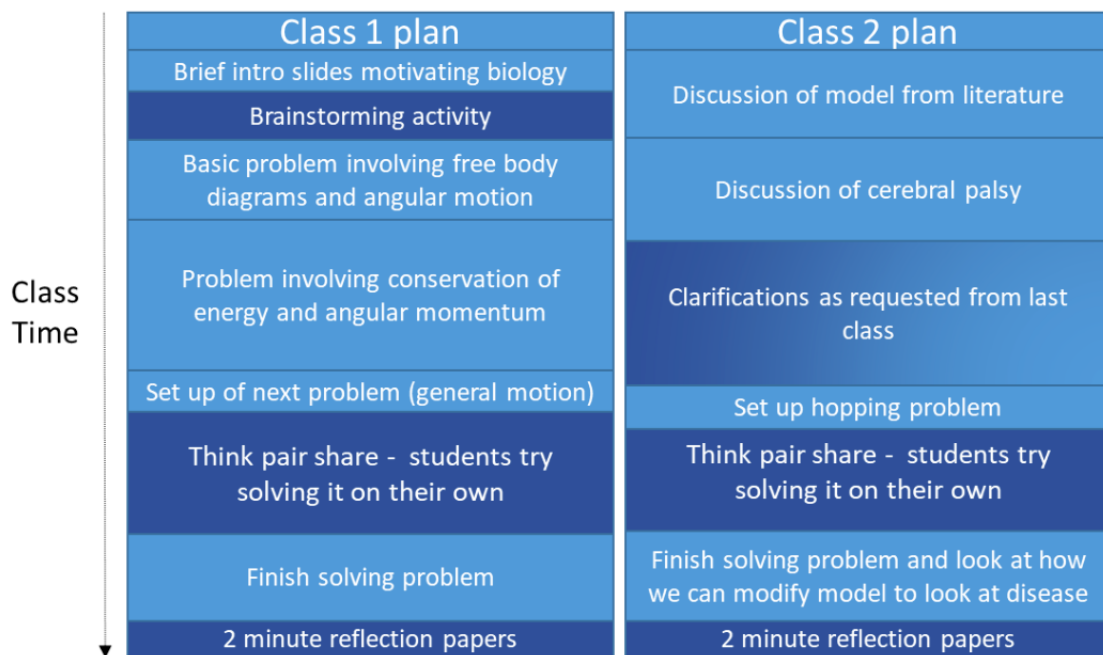 Class Time
Class 1 plan
Brief intro slides motivating biology
Brainstorming activity
Basic problem involving free body
diagrams and angular motion
Problem involving conservation of
energy and angular momentum
Set up of next problem (general motion)
Think pair share - students try
solving it on their own
Finish solving problem
2 minute reflection papers
Class 2 plan
Discussion of model from literature
Discussion of cerebral palsy
Clarifications as requested from last
class
Set up hopping problem
Think pair share - students try
solving it on their own
Finish solving problem and look at how
we can modify model to look at disease
2 minute reflection papers